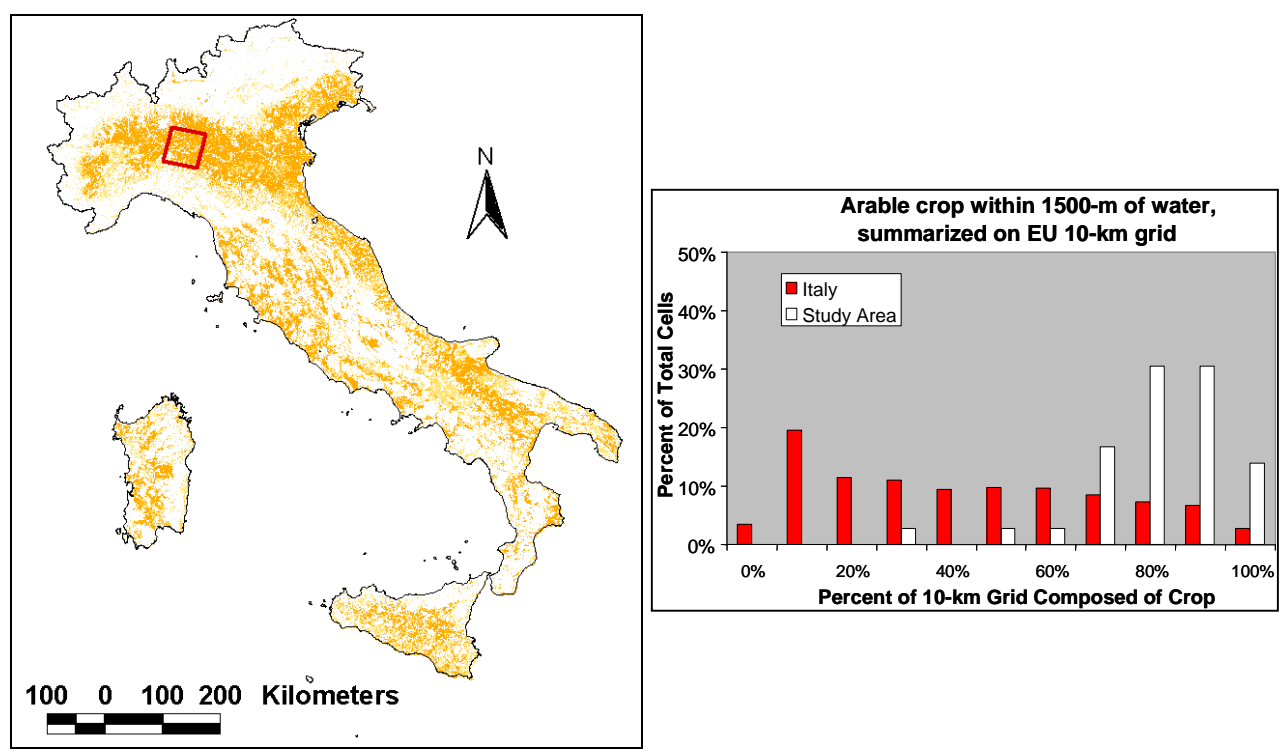 N
100 0 100 200 Kilometers
Arable crop within 1500-m of water,
summarized on EU 10-km grid
50%
40%
30%
20%
10%
0%
Percent of Total Cells
Italy
Study Area
0% 20% 40% 60% 80% 100%
Percent of 10-km Grid Composed of Crop